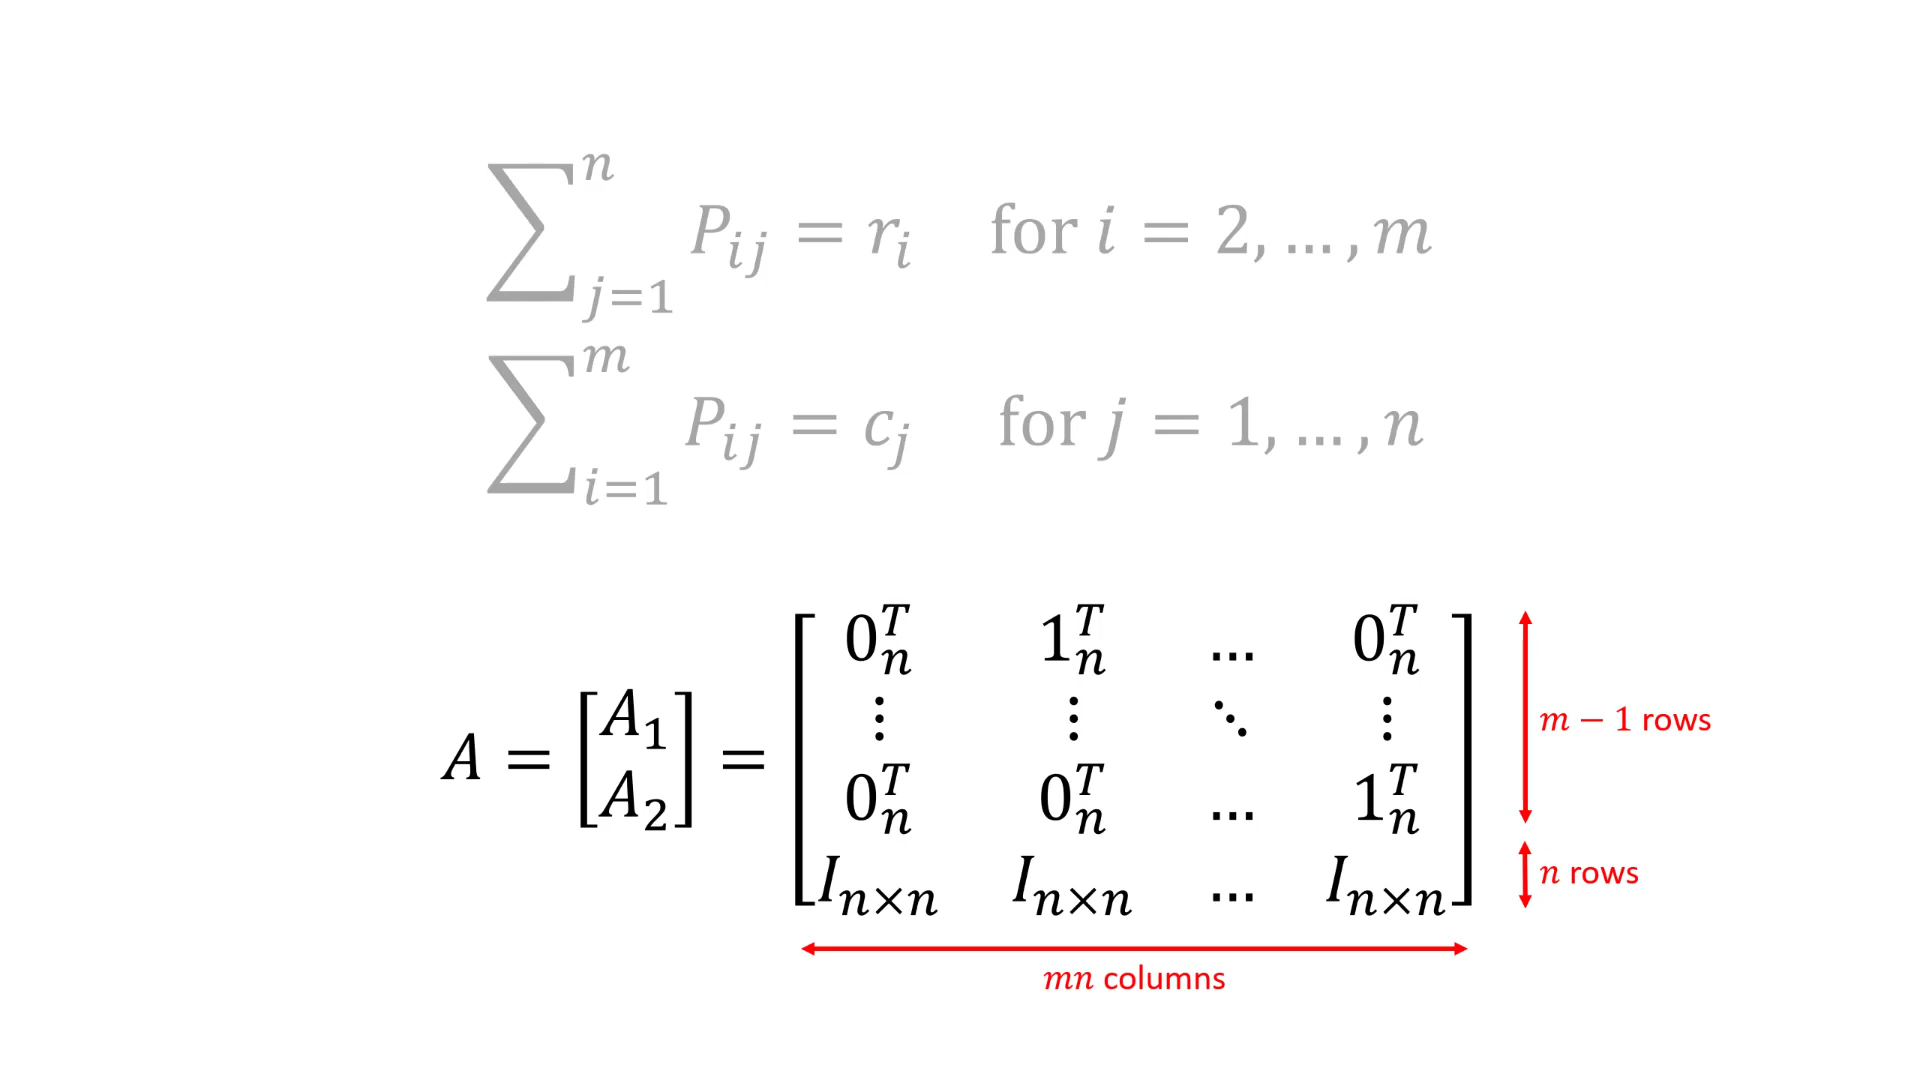 ∑_{j=1}^{n} P_{ij} = r_i for i = 2, … , m
∑_{i=1}^{m} P_{ij} = c_j for j = 1, … , n
0_n^T 1_n^T … 0_n^T
⋮ ⋮ ⋱ ⋮
m − 1 rows
A = [A_1 A_2] =
0_n^T 0_n^T … 1_n^T
I_{n×n} I_{n×n} … I_{n×n}
n rows
mn columns